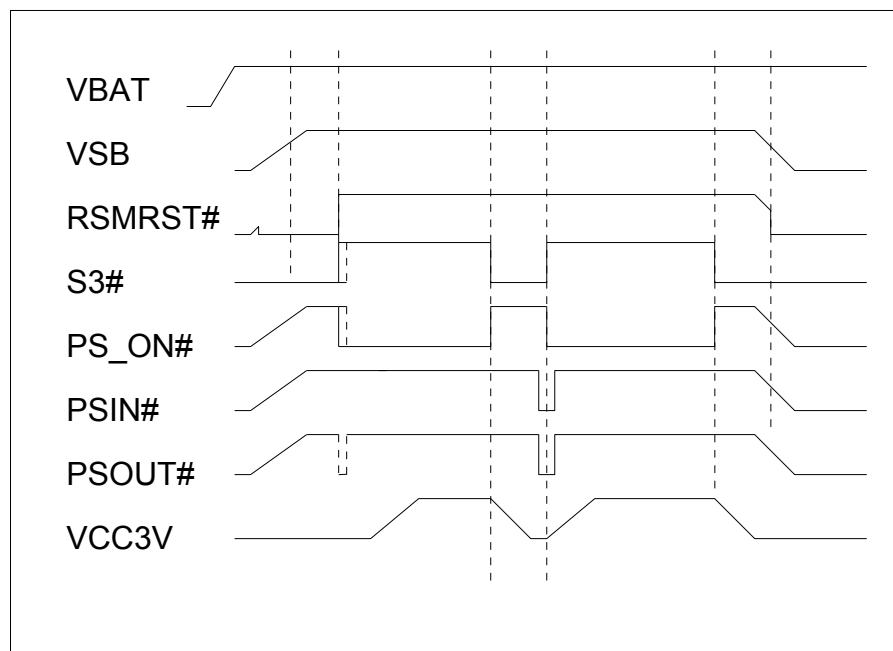 VBAT
VSB
RSMRST#
S3#
PS_ON#
PSIN#
PSOUT#
VCC3V